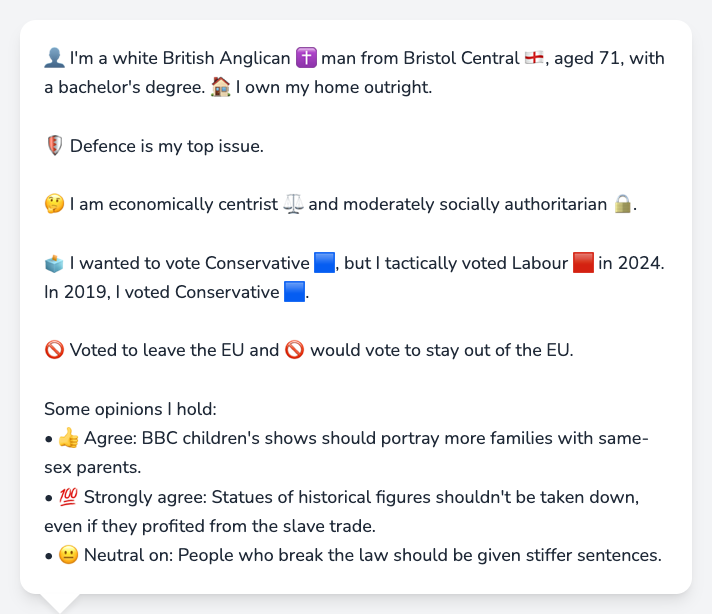 👤 I'm a white British Anglican ✝️ man from Bristol Central 🏴󠁧󠁢󠁥󠁮󠁧󠁿, aged 71, with
a bachelor's degree. 🏠 I own my home outright.
🛡️ Defence is my top issue.
🤔 I am economically centrist ⚖️ and moderately socially authoritarian 🔒.
🗳️ I wanted to vote Conservative 🟦, but I tactically voted Labour 🟥 in 2024.
In 2019, I voted Conservative 🟦.
🚫 Voted to leave the EU and 🚫 would vote to stay out of the EU.
Some opinions I hold:
• 👍 Agree: BBC children's shows should portray more families with same-
sex parents.
• 💯 Strongly agree: Statues of historical figures shouldn't be taken down,
even if they profited from the slave trade.
• 😐 Neutral on: People who break the law should be given stiffer sentences.